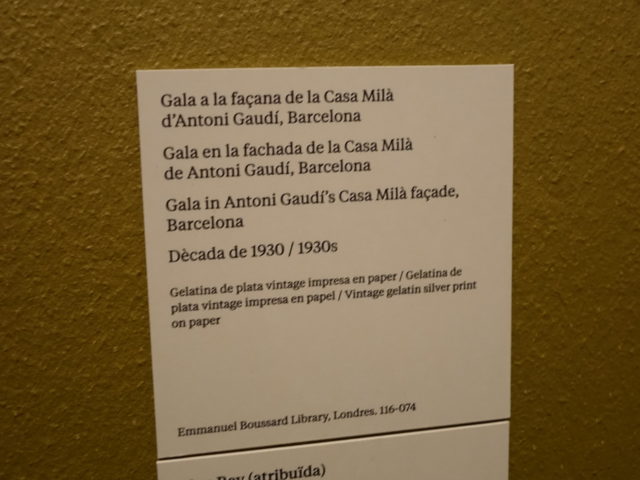 Gala a la façana de la Casa Milà
d'Antoni Gaudí, Barcelona
Gala en la fachada de la Casa Milà
de Antoni Gaudí, Barcelona
Gala in Antoni Gaudí's Casa Milà façade,
Barcelona
Dècada de 1930 / 1930s
Gelatina de plata vintage impresa en paper / Gelatina de
plata vintage impresa en papel / Vintage gelatin silver print
on paper
Emmanuel Boussard Library, Londres. 116-074
Ray (atribuïda)